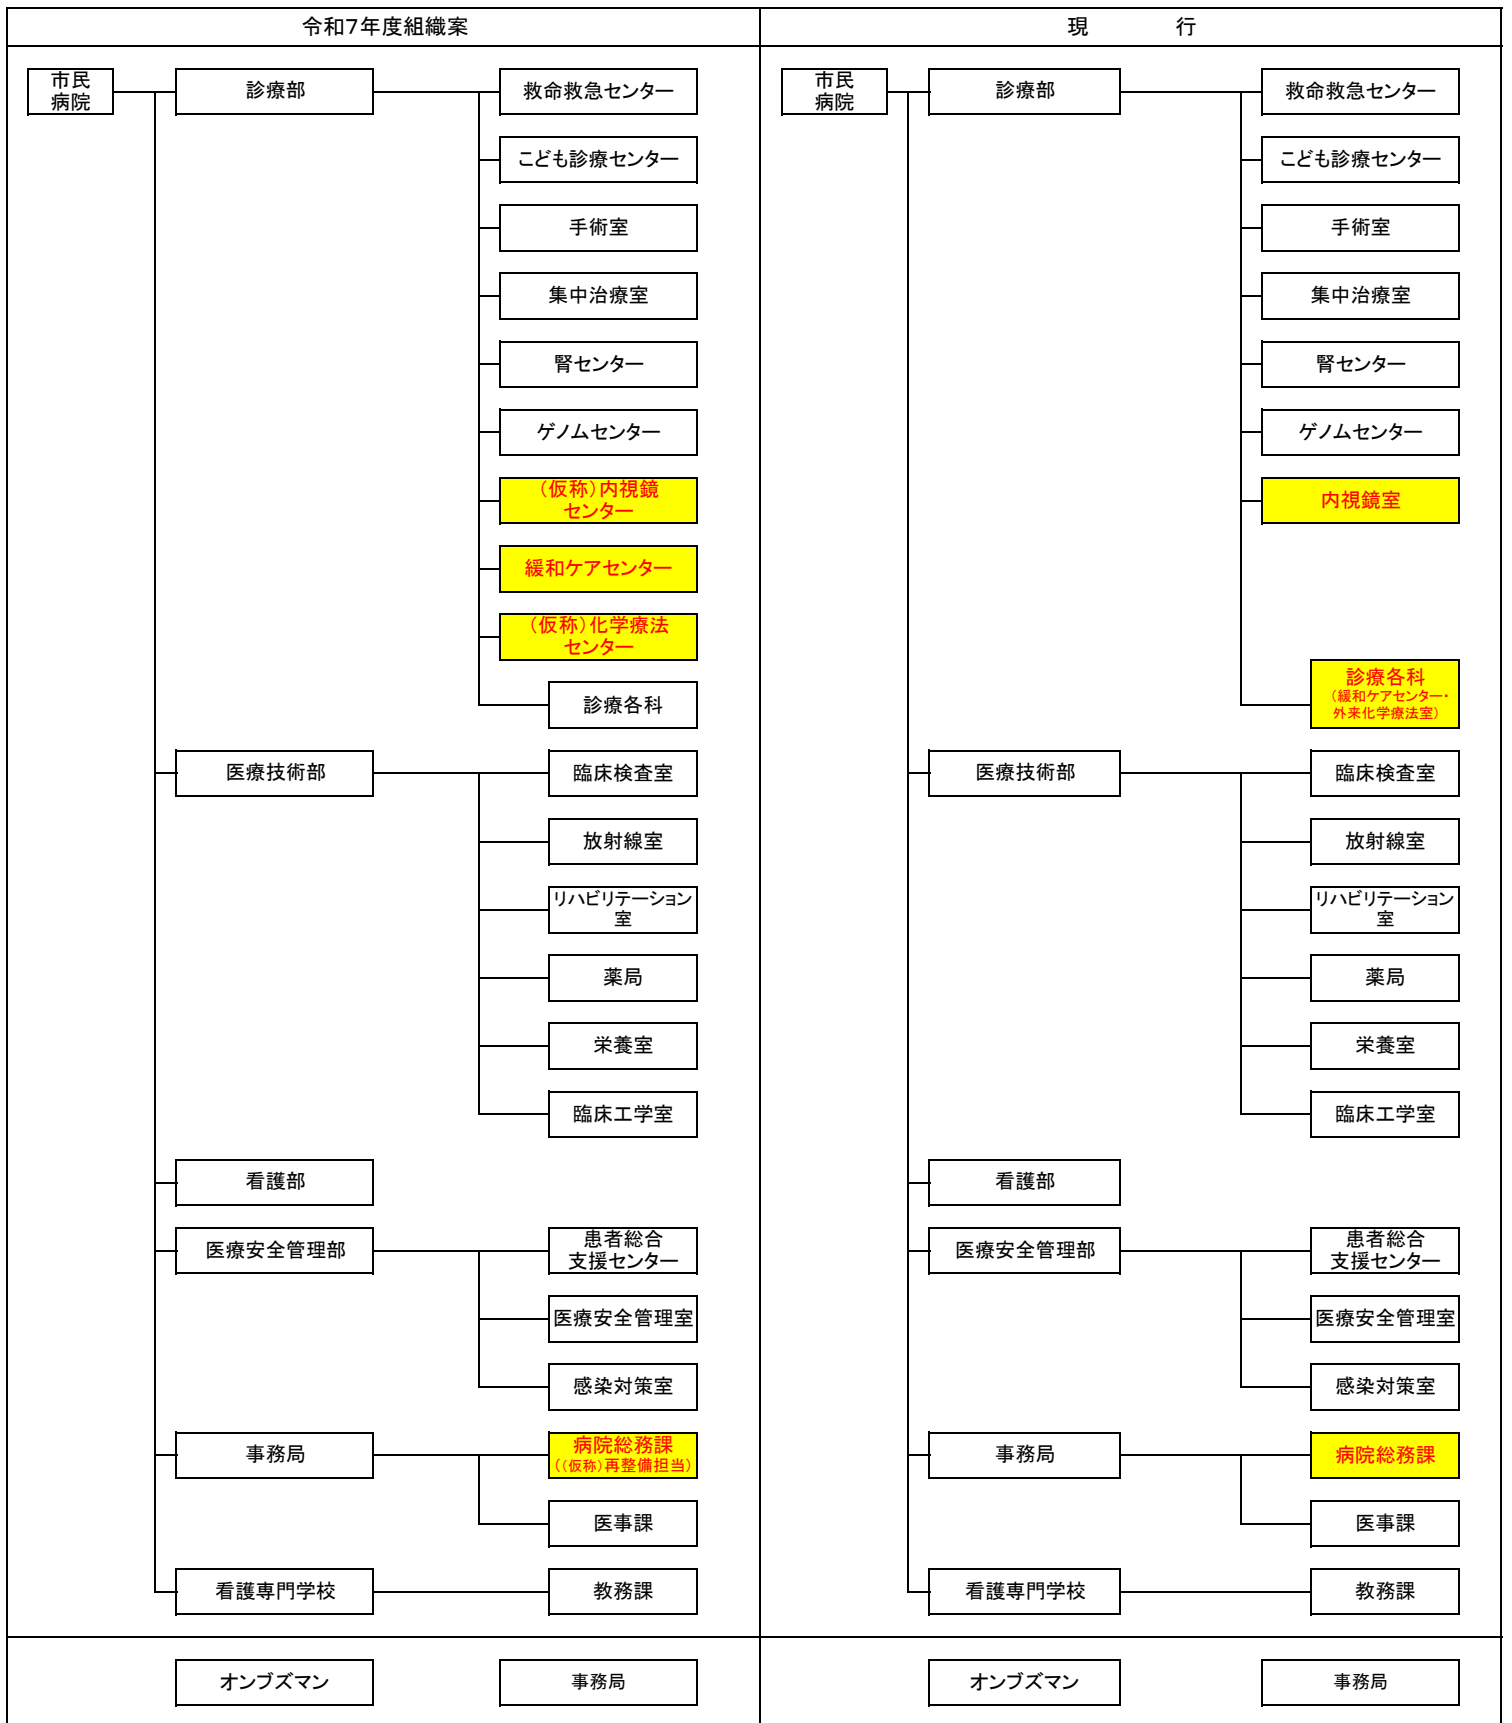 令和7年度組織案
市民
病院
診療部
救命救急センター
こども診療センター
手術室
集中治療室
腎センター
ゲノムセンター
（仮称）内視鏡
センター
緩和ケアセンター
（仮称）化学療法
センター
診療各科
医療技術部
臨床検査室
放射線室
リハビリテーション
室
薬局
栄養室
臨床工学室
看護部
医療安全管理部
患者総合
支援センター
医療安全管理室
感染対策室
事務局
病院総務課
（（仮称）再整備担当）
医事課
看護専門学校
教務課
オンブズマン
事務局
現　　　　行
市民
病院
診療部
救命救急センター
こども診療センター
手術室
集中治療室
腎センター
ゲノムセンター
内視鏡室
診療各科
（緩和ケアセンター・
外来化学療法室）
医療技術部
臨床検査室
放射線室
リハビリテーション
室
薬局
栄養室
臨床工学室
看護部
医療安全管理部
患者総合
支援センター
医療安全管理室
感染対策室
事務局
病院総務課
医事課
看護専門学校
教務課
オンブズマン
事務局